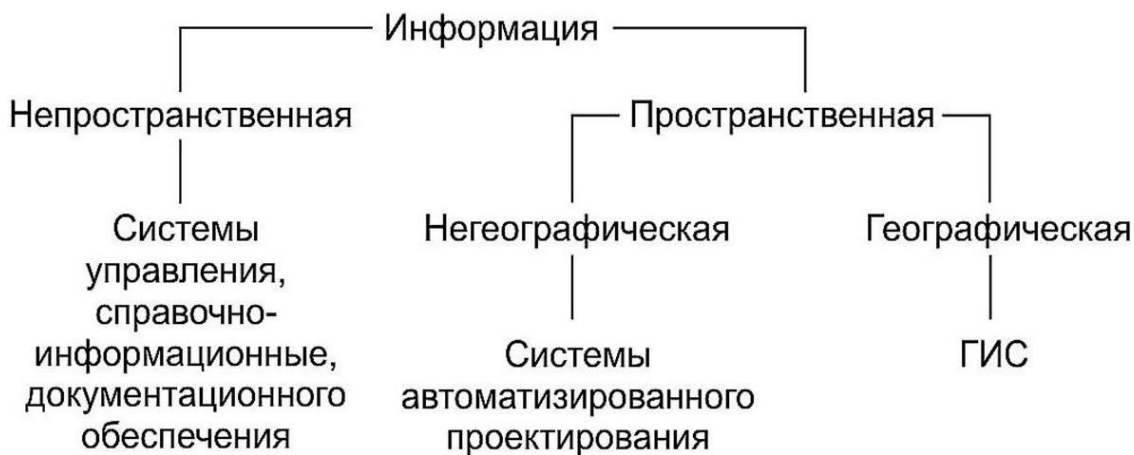 Информация
Непространственная
Пространственная
Системы
управления,
справочно-
информационные,
документационного
обеспечения
Негеографическая
Географическая
Системы
автоматизированного
проектирования
ГИС